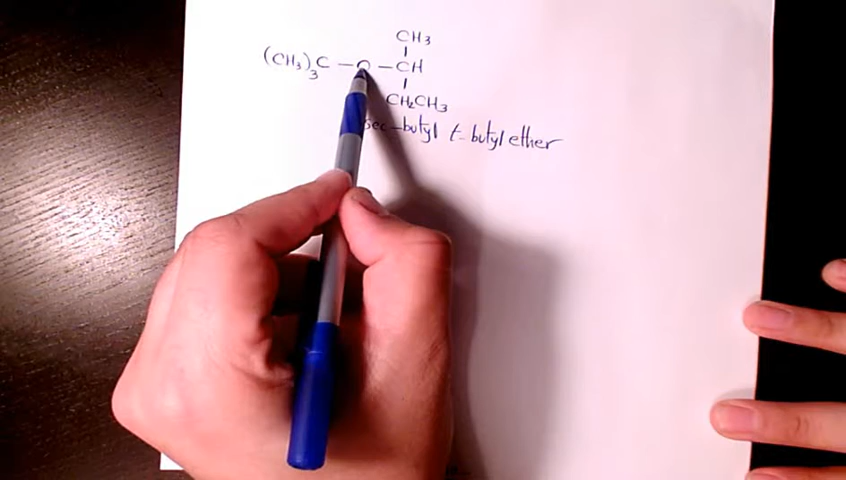 CH3
(CH3)3C - O - CH
CH2CH3
sec-butyl t-butyl ether